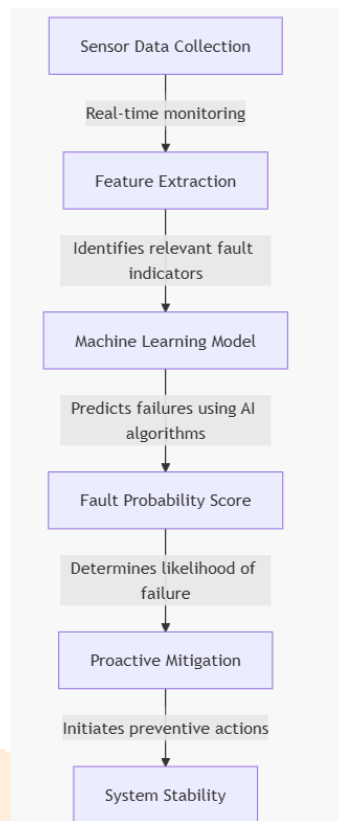 Sensor Data Collection
Real-time monitoring
Feature Extraction
Identifies relevant fault
indicators
Machine Learning Model
Predicts failures using AI
algorithms
Fault Probability Score
Determines likelihood of
failure
Proactive Mitigation
Initiates preventive actions
System Stability